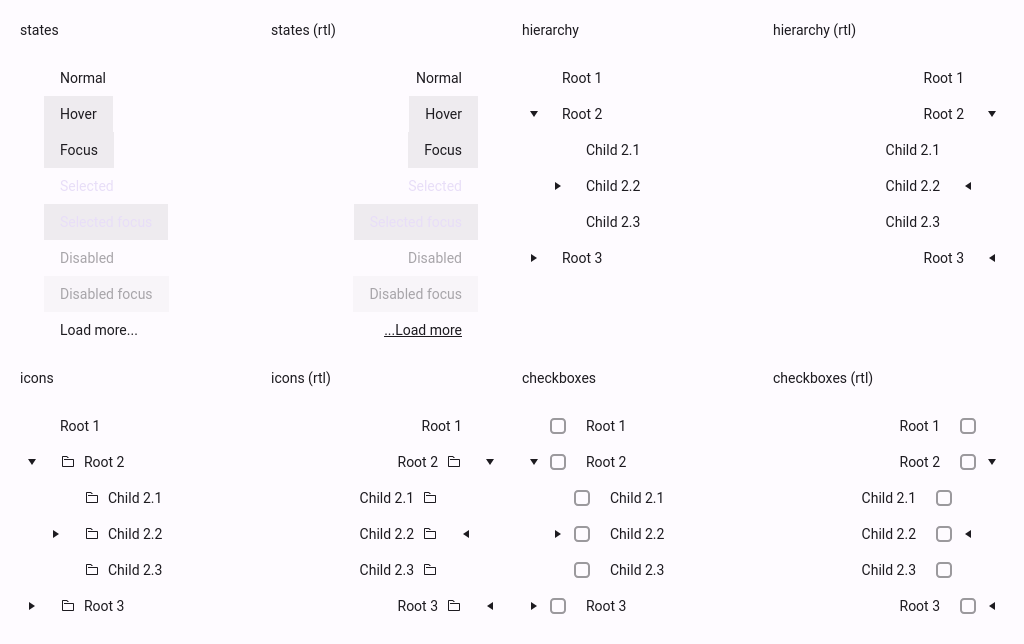 states
Normal
Hover
Focus
Selected
Selected focus
Disabled
Disabled focus
Load more...
states (rtl)
Normal
Hover
Focus
Selected
Selected focus
Disabled
Disabled focus
...Load more
hierarchy
Root 1
Root 2
Child 2.1
Child 2.2
Child 2.3
Root 3
hierarchy (rtl)
Root 1
Root 2
Child 2.1
Child 2.2
Child 2.3
Root 3
icons
Root 1
Root 2
Child 2.1
Child 2.2
Child 2.3
Root 3
icons (rtl)
Root 1
Root 2
Child 2.1
Child 2.2
Child 2.3
Root 3
checkboxes
Root 1
Root 2
Child 2.1
Child 2.2
Child 2.3
Root 3
checkboxes (rtl)
Root 1
Root 2
Child 2.1
Child 2.2
Child 2.3
Root 3